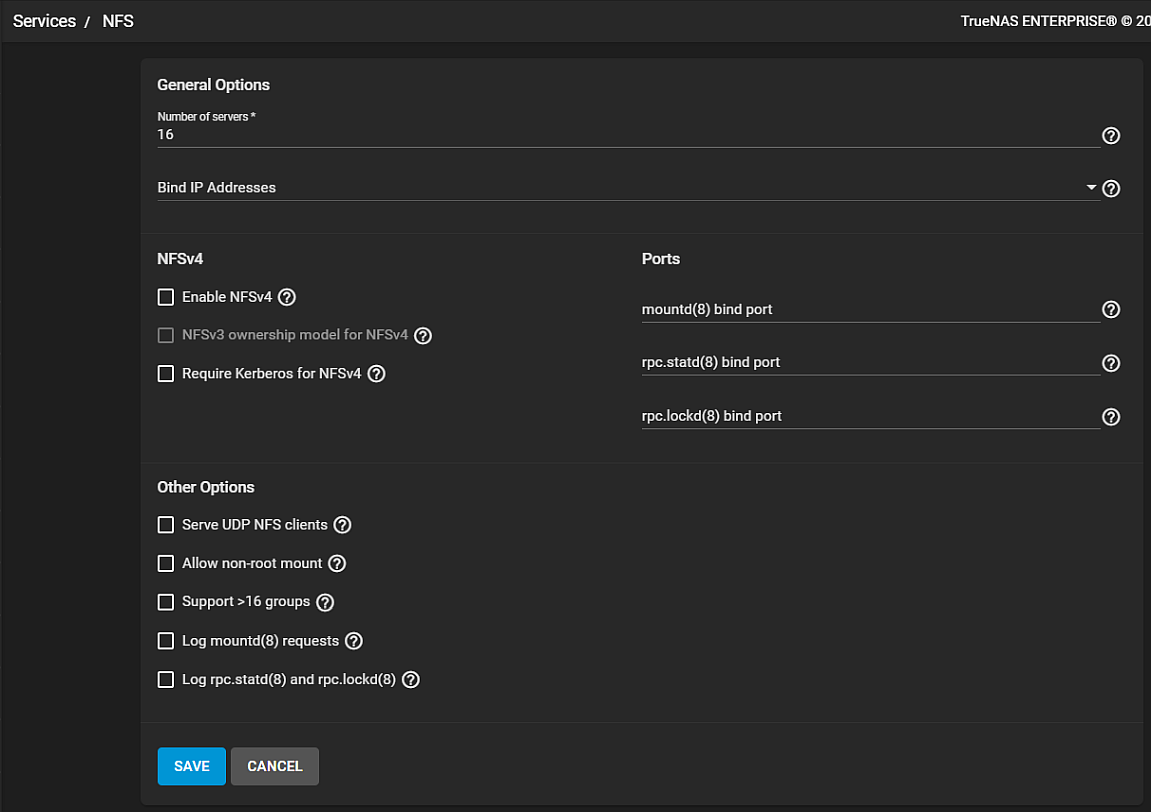 Services / NFS
TrueNAS ENTERPRISE® © 20
General Options
Number of servers *
16
Bind IP Addresses
NFSv4
Enable NFSv4
NFSv3 ownership model for NFSv4
Require Kerberos for NFSv4
Ports
mountd(8) bind port
rpc.statd(8) bind port
rpc.lockd(8) bind port
Other Options
Serve UDP NFS clients
Allow non-root mount
Support >16 groups
Log mountd(8) requests
Log rpc.statd(8) and rpc.lockd(8)
SAVE
CANCEL